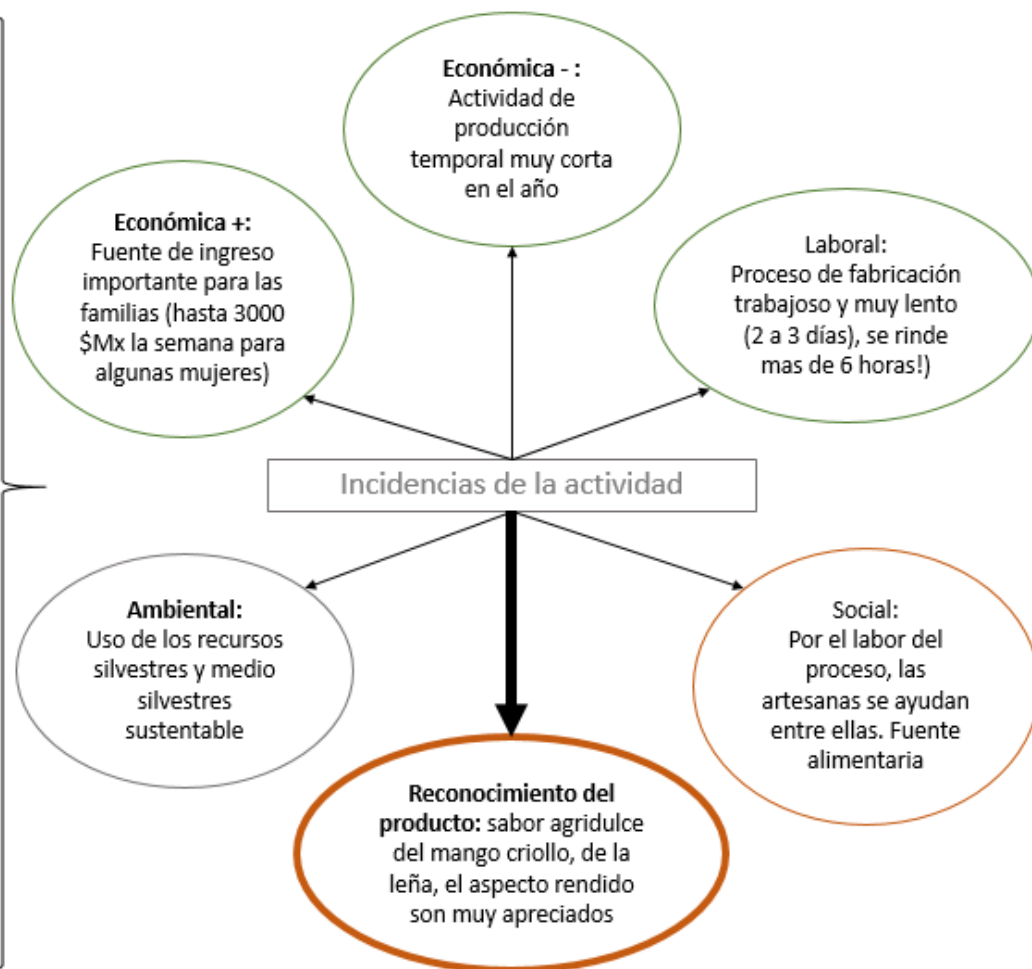 Económica - :
Actividad de
producción
temporal muy corta
en el año
Económica +:
Fuente de ingreso
importante para las
familias (hasta 3000
$Mx la semana para
algunas mujeres)
Laboral:
Proceso de fabricación
trabajoso y muy lento
(2 a 3 días), se rinde
mas de 6 horas!)
Incidencias de la actividad
Ambiental:
Uso de los recursos
silvestres y medio
silvestres
sustentable
Social:
Por el labor del
proceso, las
artesanas se ayudan
entre ellas. Fuente
alimentaria
Reconocimiento del
producto: sabor agridulce
del mango criollo, de la
leña, el aspecto rendido
son muy apreciados